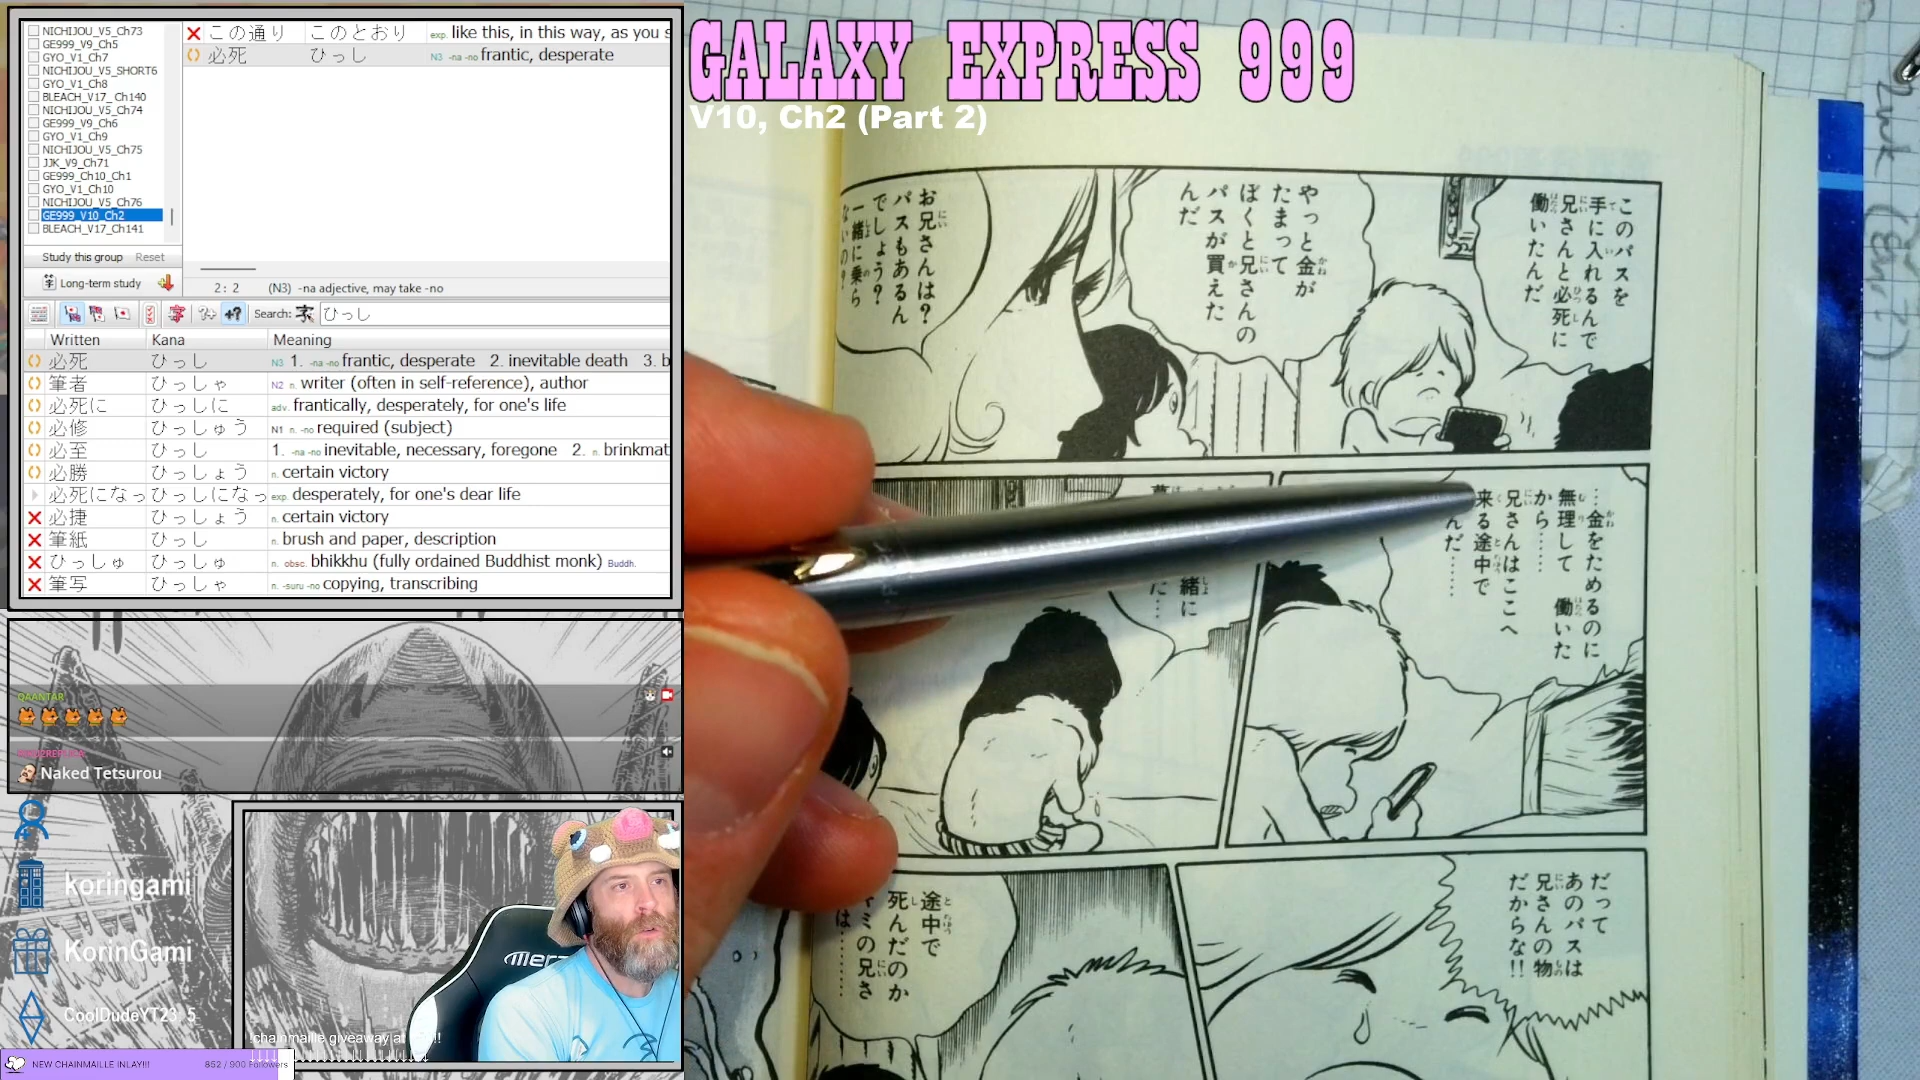 NICHIJOU_V5_Ch73
GE999_V9_Ch5
GYO_V1_Ch7
NICHIJOU_V5_SHORT6
GYO_V1_Ch8
BLEACH_V17_ Ch140
NICHIJOU_V5_Ch74
GE999_V9_Ch6
GYO_V1_Ch9
NICHIJOU_V5_Ch75
JJK_V9_Ch71
GE999_Ch10_Ch1
GYO_V1_Ch10
NICHIJOU_V5_Ch76
GE999_V10_Ch2
BLEACH_V17_Ch141
Study this group Reset
Long-term study
この通り このとおり exp. like this, in this way, as you s
必死 ひっし N3 -na -no frantic, desperate
2: 2 (N3) -na adjective, may take -no
Search: ひっし
Written Kana Meaning
必死 ひっし N3 1. -na -no frantic, desperate 2. inevitable death 3. b
筆者 ひっしゃ N2 n. writer (often in self-reference), author
必死に ひっしに adv. frantically, desperately, for one's life
必修 ひっしゅう N1 n. -no required (subject)
必至 ひっし 1. -na -no inevitable, necessary, foregone 2. n. brinkmat
必勝 ひっしょう n. certain victory
必死になっ ひっしになっ exp. desperately, for one's dear life
必捷 ひっしょう n. certain victory
筆紙 ひっし n. brush and paper, description
ひっしゅ ひっしゅ n. obsc. bhikkhu (fully ordained Buddhist monk) Buddh.
筆写 ひっしゃ n. -suru -no copying, transcribing
QAANTAR
Naked Tetsurou
koringami
KorinGami
CoolDudeYT23_5
!chainmaille giveaway at
NEW CHAINMAILLE INLAY!!! 852 / 900 Followers
GALAXY EXPRESS 999
V10, Ch2 (Part 2)
このパスを
手に入れるんで
兄さんと必死に
働いたんだ
やっと金が
たまって
ぼくと兄さんの
パスが買えた
んだ
お兄さんは?
パスもあるん
でしょう?
一緒に乗ら
ないの?
…金をためるのに
無理して 働いた
から……
兄さんはここへ
来る途中で
んだ……
緒に
だ…
だって
あのパスは
兄さんの物
だからな!!
途中で
死んだのか
ミの兄さ
は………